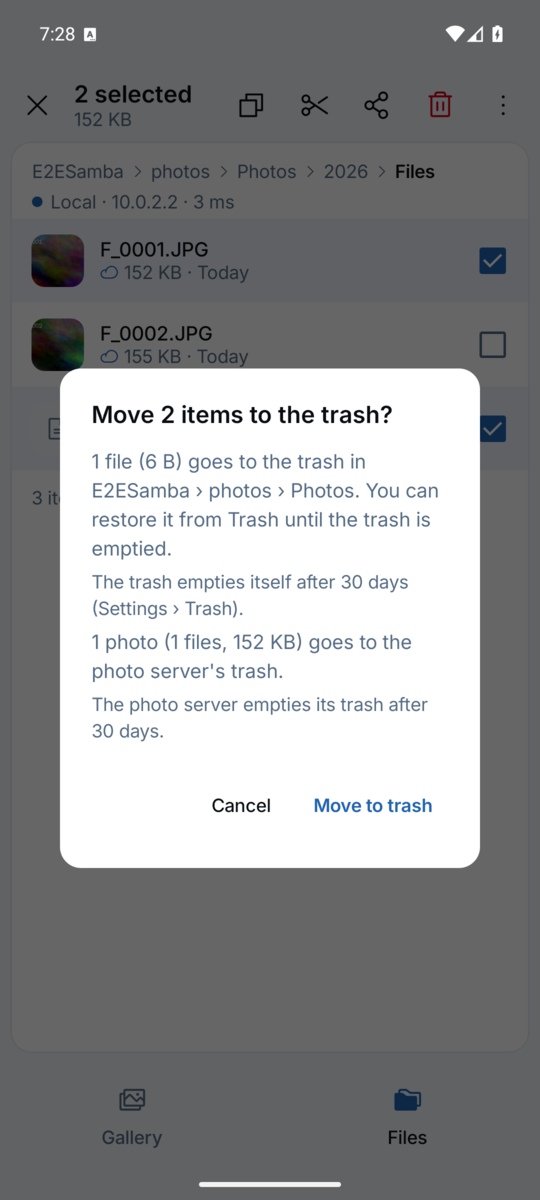 7:28
2 selected
152 KB
E2ESamba > photos > Photos > 2026 > Files
Local · 10.0.2.2 · 3 ms
F_0001.JPG
152 KB · Today
F_0002.JPG
155 KB · Today
3
Move 2 items to the trash?
1 file (6 B) goes to the trash in
E2ESamba › photos › Photos. You can
restore it from Trash until the trash is
emptied.
The trash empties itself after 30 days
(Settings › Trash).
1 photo (1 files, 152 KB) goes to the
photo server's trash.
The photo server empties its trash after
30 days.
Cancel
Move to trash
Gallery
Files